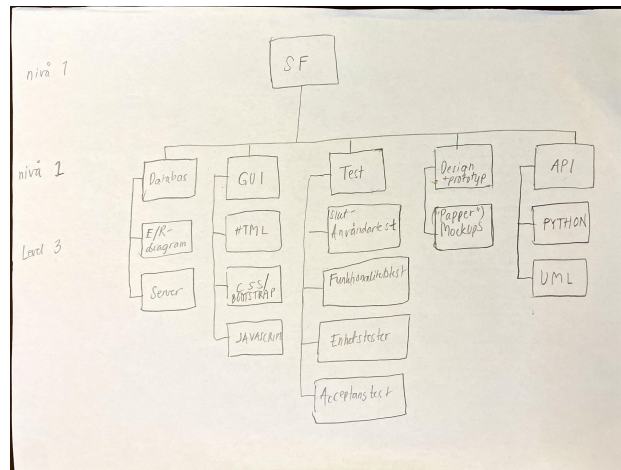 nivå 1
SF
nivå 2
Databas
GUI
Test
Design
+prototyp
API
Level 3
E/R-
diagram
HTML
Slut-
Användartest
("Papper")
Mockups
PYTHON
Server
CSS/
BOOTSTRAP
Funktionalitetstest
UML
JAVASCRIPT
Enhetstester
Acceptanstest